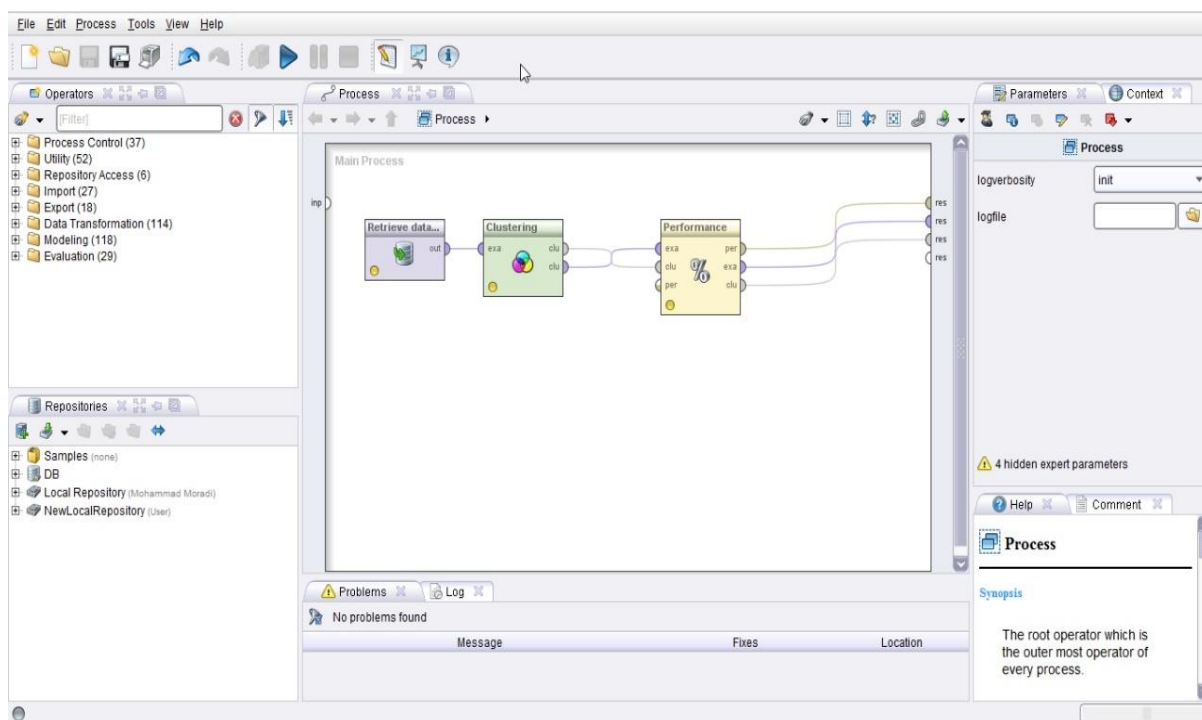 File Edit Process Tools View Help
Operators
[Filter]
Process Control (37)
Utility (52)
Repository Access (6)
Import (27)
Export (18)
Data Transformation (114)
Modeling (118)
Evaluation (29)
Repositories
Samples (none)
DB
Local Repository (Mohammad Moradi)
NewLocalRepository (User)
Process
Process
Main Process
inp
Retrieve data...
out
Clustering
exa clu
clu
Performance
exa per
clu % exa
per clu
res
res
res
res
Problems Log
No problems found
Message Fixes Location
Parameters Context
Process
logverbosity init
logfile
4 hidden expert parameters
Help Comment
Process
Synopsis
The root operator which is
the outer most operator of
every process.